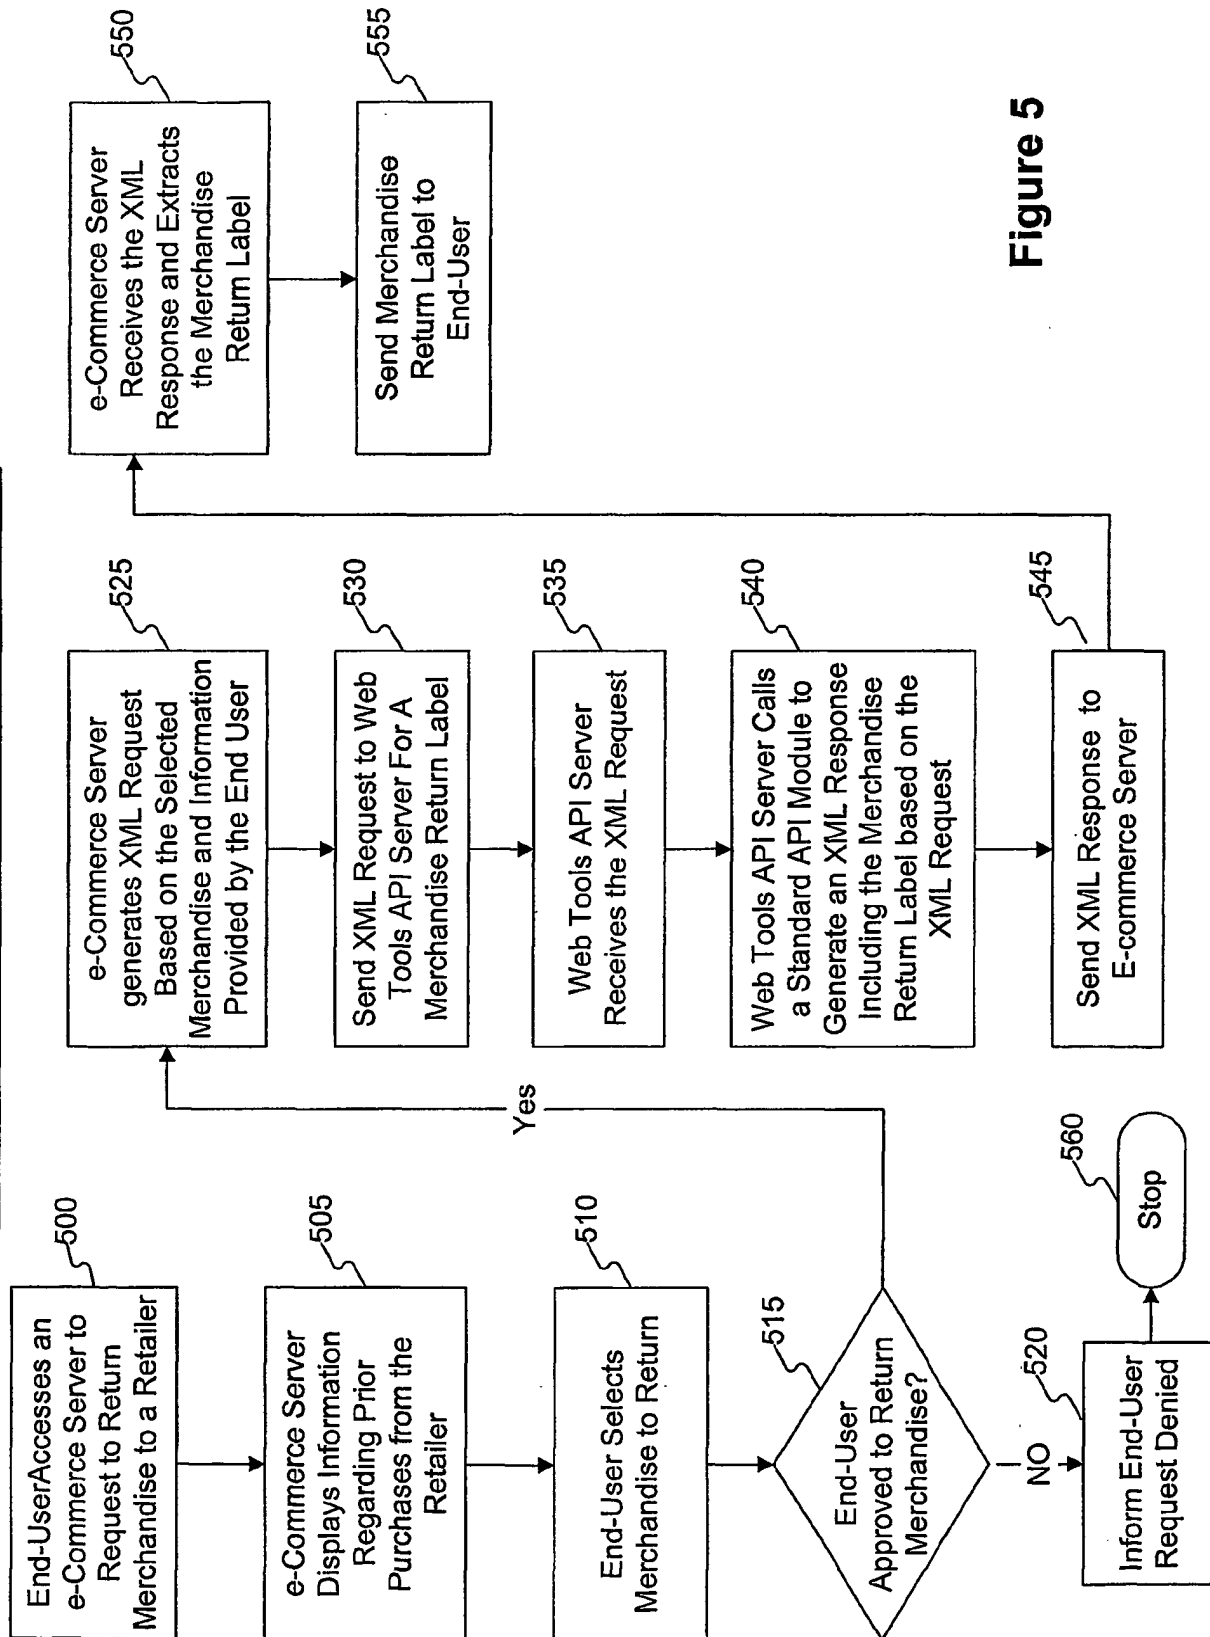 End-UserAccesses an
e-Commerce Server to
Request to Return
Merchandise to a Retailer
500
e-Commerce Server
Displays Information
Regarding Prior
Purchases from the
Retailer
505
End-User Selects
Merchandise to Return
510
End-User
Approved to Return
Merchandise?
515
Yes
NO
Inform End-User
Request Denied
520
Stop
560
e-Commerce Server
generates XML Request
Based on the Selected
Merchandise and Information
Provided by the End User
525
Send XML Request to Web
Tools API Server For A
Merchandise Return Label
530
Web Tools API Server
Receives the XML Request
535
Web Tools API Server Calls
a Standard API Module to
Generate an XML Response
Including the Merchandise
Return Label based on the
XML Request
540
Send XML Response to
E-commerce Server
545
e-Commerce Server
Receives the XML
Response and Extracts
the Merchandise
Return Label
550
Send Merchandise
Return Label to
End-User
555
Figure 5